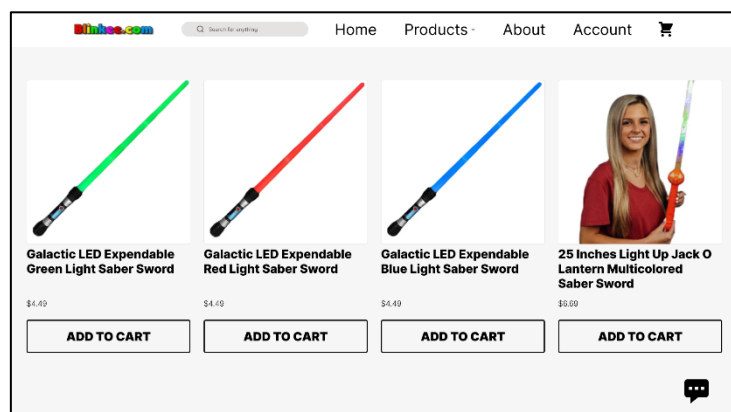 Blinkee.com
Search for anything
Home
Products
About
Account
Galactic LED Expendable
Green Light Saber Sword
$4.49
ADD TO CART
Galactic LED Expendable
Red Light Saber Sword
$4.49
ADD TO CART
Galactic LED Expendable
Blue Light Saber Sword
$4.49
ADD TO CART
25 Inches Light Up Jack O
Lantern Multicolored
Saber Sword
$6.69
ADD TO CART